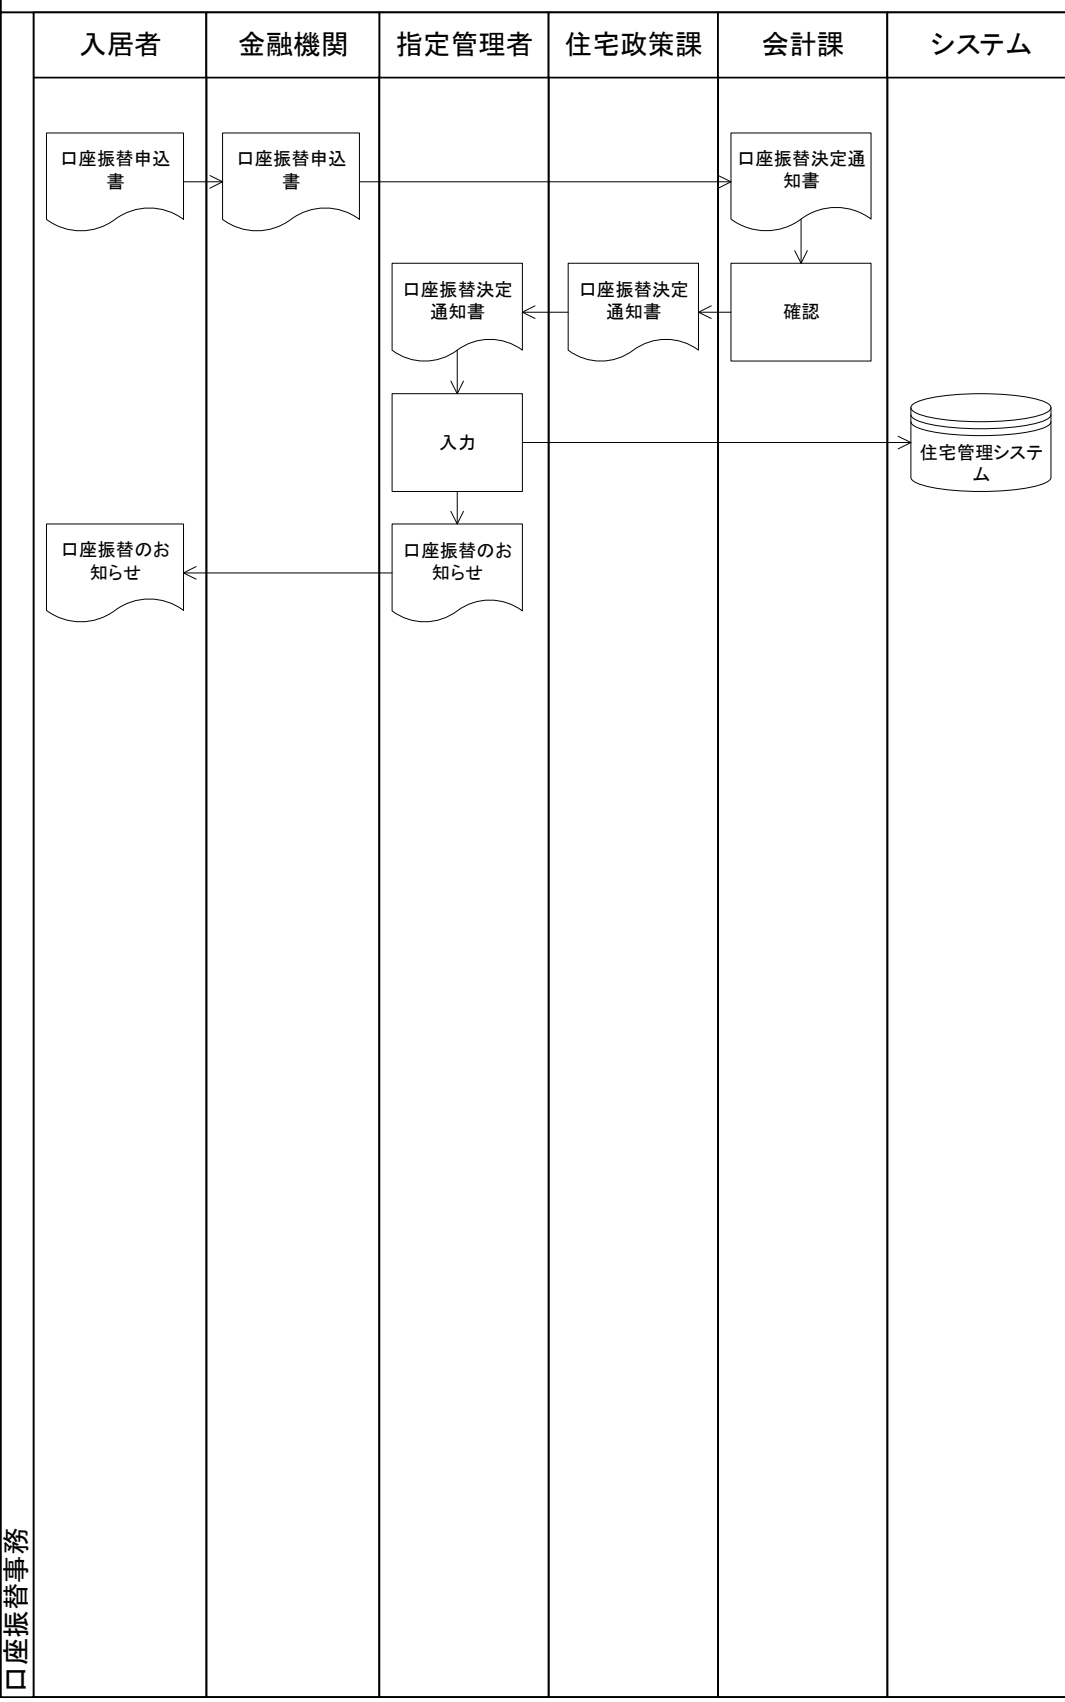 入居者
金融機関
指定管理者
住宅政策課
会計課
システム
口座振替申込
書
口座振替申込
書
口座振替決定通
知書
口座振替決定
通知書
口座振替決定
通知書
確認
入力
住宅管理システ
ム
口座振替のお
知らせ
口座振替のお
知らせ
口座振替事務